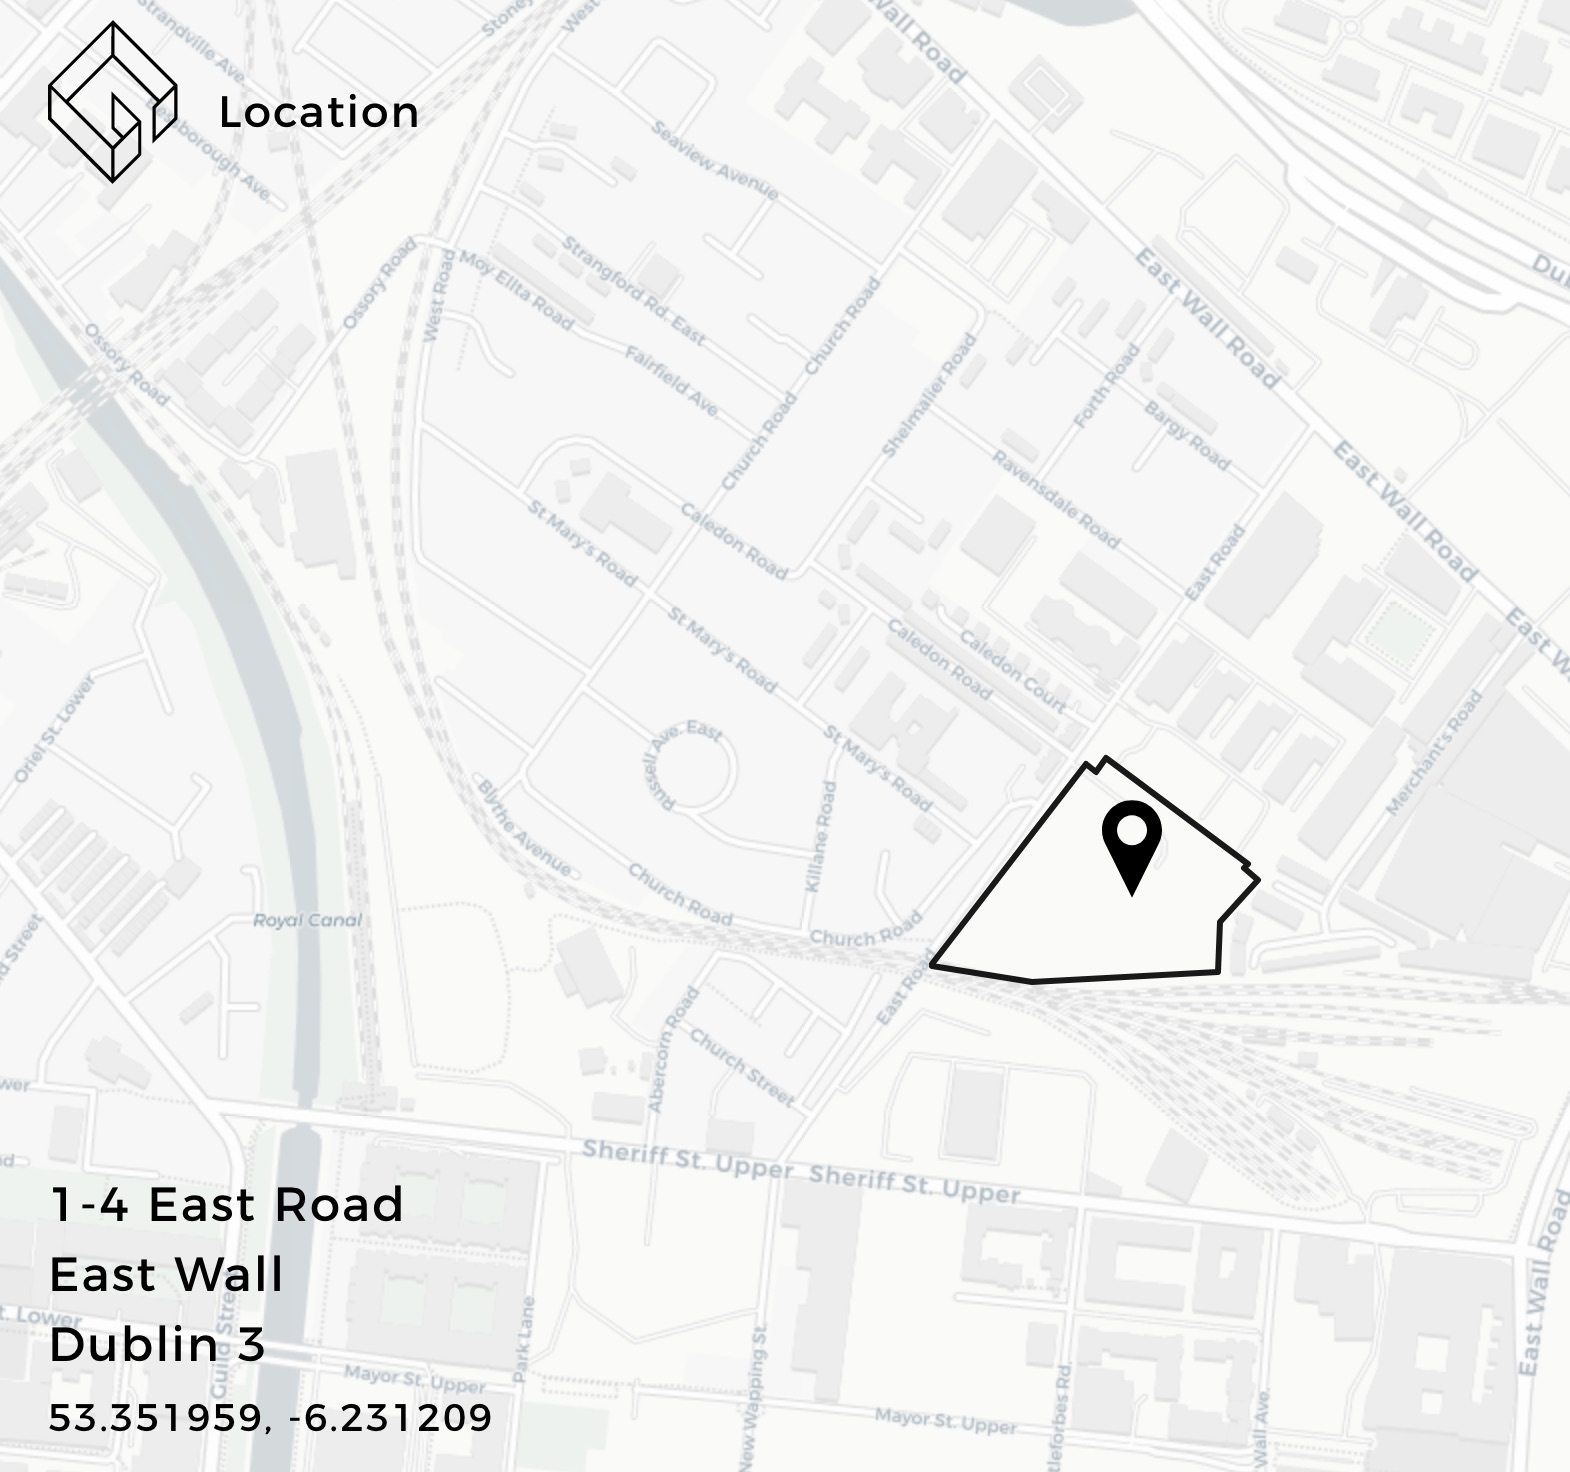 Location
Strandville Ave.
Stoney
West
Wall Road
Seaview Avenue
East Wall Road
Ossory Road
West Road
Moy Elita Road
Strangford Rd. East
Church Road
Ossory Road
Fairfield Ave.
Shelmalier Road
Forth Road
Bargy Road
Church Road
Ravensdale Road
East Wall Road
St Mary's Road
Caledon Road
East Road
St Mary's Road
Caledon Road
Caledon Court
Oriel St. Lower
Russell Ave. East
St Mary's Road
Merchant's Road
Blythe Avenue
Killane Road
Church Road
Church Road
Royal Canal
East Road
Abercorn Road
Church Street
Sheriff St. Upper
Sheriff St. Upper
East Wall Road
1-4 East Road
East Wall
Dublin 3
53.351959, -6.231209
t. Lower
Guild Street
Mayor St. Upper
Park Lane
New Wapping St.
Mayor St. Upper
tleforbes Rd.
Wall Ave.